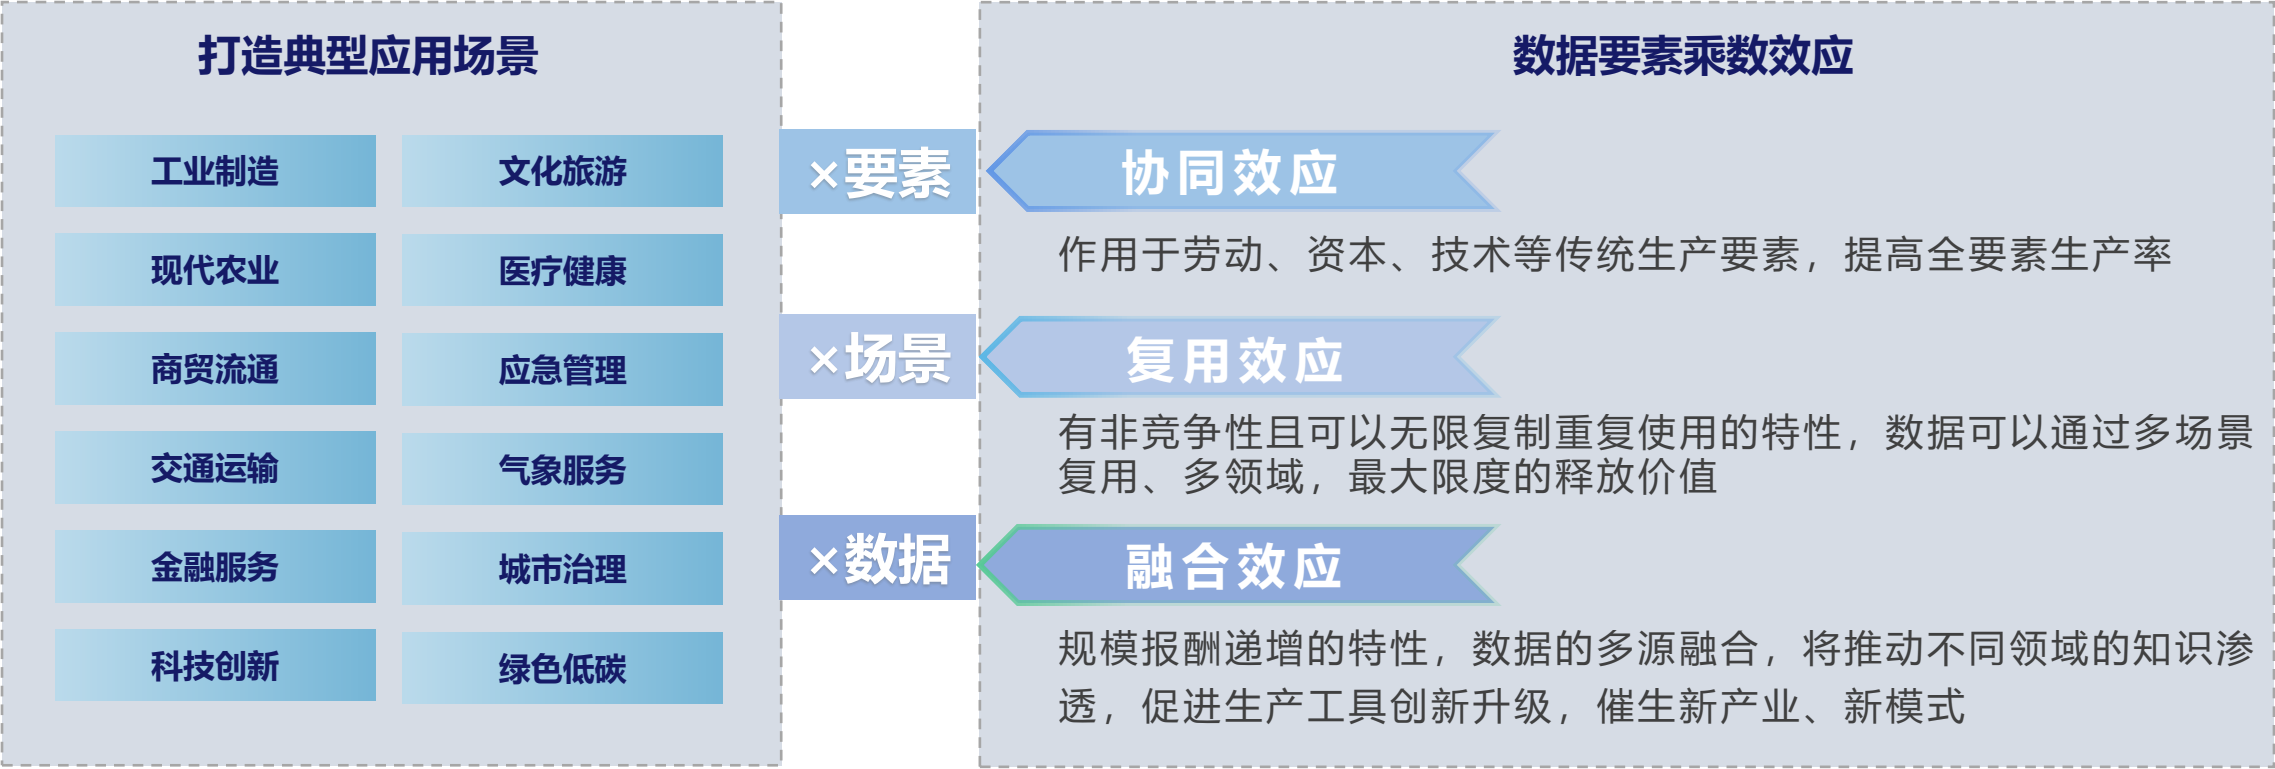 打造典型应用场景
工业制造
文化旅游
现代农业
医疗健康
商贸流通
应急管理
交通运输
气象服务
金融服务
城市治理
科技创新
绿色低碳
×要素
×场景
×数据
数据要素乘数效应
协同效应
作用于劳动、资本、技术等传统生产要素，提高全要素生产率
复用效应
有非竞争性且可以无限复制重复使用的特性，数据可以通过多场景
复用、多领域，最大限度的释放价值
融合效应
规模报酬递增的特性，数据的多源融合，将推动不同领域的知识渗
透，促进生产工具创新升级，催生新产业、新模式